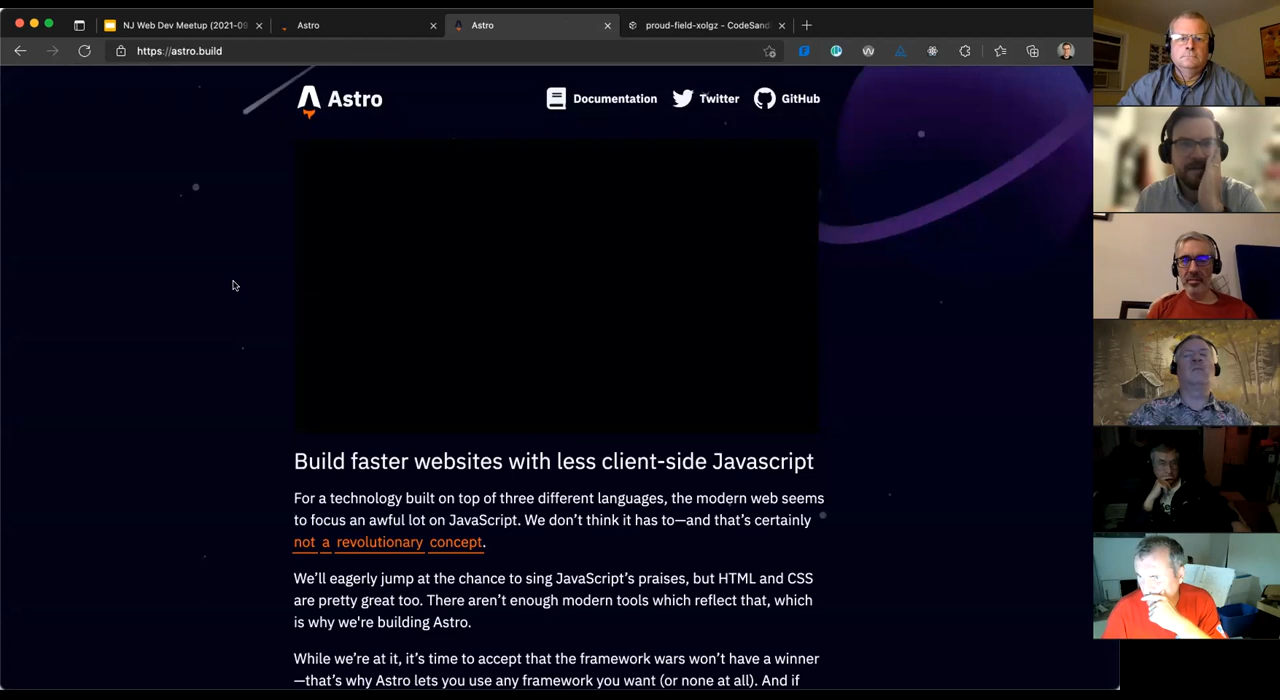 NJ Web Dev Meetup (2021-09
Astro
Astro
proud-field-xolgz - CodeSand
https://astro.build
Astro
Documentation
Twitter
GitHub
Build faster websites with less client-side Javascript
For a technology built on top of three different languages, the modern web seems
to focus an awful lot on JavaScript. We don’t think it has to—and that’s certainly
not a revolutionary concept.
We’ll eagerly jump at the chance to sing JavaScript’s praises, but HTML and CSS
are pretty great too. There aren’t enough modern tools which reflect that, which
is why we're building Astro.
While we’re at it, it’s time to accept that the framework wars won’t have a winner
—that’s why Astro lets you use any framework you want (or none at all). And if